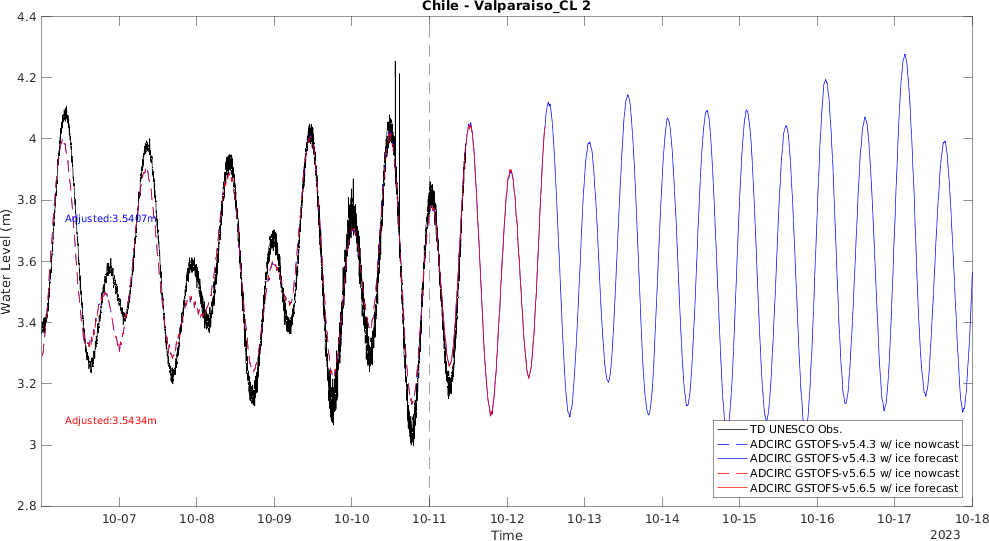 Chile - Valparaiso_CL 2
4.4
4.2
4
3.8
3.6
3.4
3.2
3
2.8
Water Level (m)
Adjusted:3.5407m
Adjusted:3.5434m
TD UNESCO Obs.
ADCIRC GSTOFS-v5.4.3 w/ ice nowcast
ADCIRC GSTOFS-v5.4.3 w/ ice forecast
ADCIRC GSTOFS-v5.6.5 w/ ice nowcast
ADCIRC GSTOFS-v5.6.5 w/ ice forecast
10-07 10-08 10-09 10-10 10-11 10-12 10-13 10-14 10-15 10-16 10-17 10-18
Time
2023